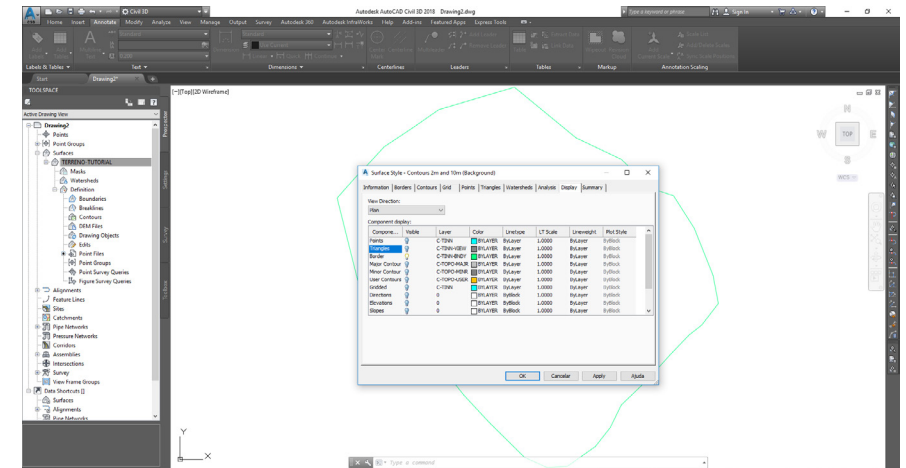 Civil 3D
Autodesk AutoCAD Civil 3D 2018 Drawing2.dwg
Type a keyword or phrase
Sign In
Home Insert Annotate Modify Analyze View Manage Output Survey Autodesk 360 Autodesk InfraWorks Help Add-ins Featured Apps Express Tools
Labels & Tables
Text
Dimensions
Centerlines
Leaders
Tables
Markup
Annotation Scaling
Start
Drawing2*
TOOLSPACE
[-][Top][2D Wireframe]
Active Drawing View
Drawing2
Points
Point Groups
Surfaces
TERRENO-TUTORIAL
Masks
Watersheds
Definition
Boundaries
Breaklines
Contours
DEM Files
Drawing Objects
Edits
Point Files
Point Groups
Point Survey Queries
Figure Survey Queries
Alignments
Feature Lines
Sites
Catchments
Pipe Networks
Pressure Networks
Corridors
Assemblies
Intersections
Survey
View Frame Groups
Data Shortcuts []
Surfaces
Alignments
Pipe Networks
Prospector
Settings
Survey
Toolbox
N
W TOP E
S
WCS
Surface Style - Contours 2m and 10m (Background)
Information Borders Contours Grid Points Triangles Watersheds Analysis Display Summary
View Direction:
Plan
Component display:
Compone... Visible Layer Color Linetype LT Scale Lineweight Plot Style
Points C-TINN BYLAYER ByLayer 1.0000 ByLayer ByBlock
Triangles C-TINN-VIEW BYLAYER ByLayer 1.0000 ByLayer ByBlock
Border C-TINN-BNDY BYLAYER ByLayer 1.0000 ByLayer ByBlock
Major Contour C-TOPO-MAJR BYLAYER ByLayer 1.0000 ByLayer ByBlock
Minor Contour C-TOPO-MINR BYLAYER ByLayer 1.0000 ByLayer ByBlock
User Contours C-TOPO-USER BYLAYER ByLayer 1.0000 ByLayer ByBlock
Gridded C-TINN BYLAYER ByLayer 1.0000 ByLayer ByBlock
Directions 0 BYLAYER ByBlock 1.0000 ByLayer ByBlock
Elevations 0 BYLAYER ByBlock 1.0000 ByLayer ByBlock
Slopes 0 BYLAYER ByBlock 1.0000 ByLayer ByBlock
OK Cancelar Apply Ajuda
Y
X
Type a command